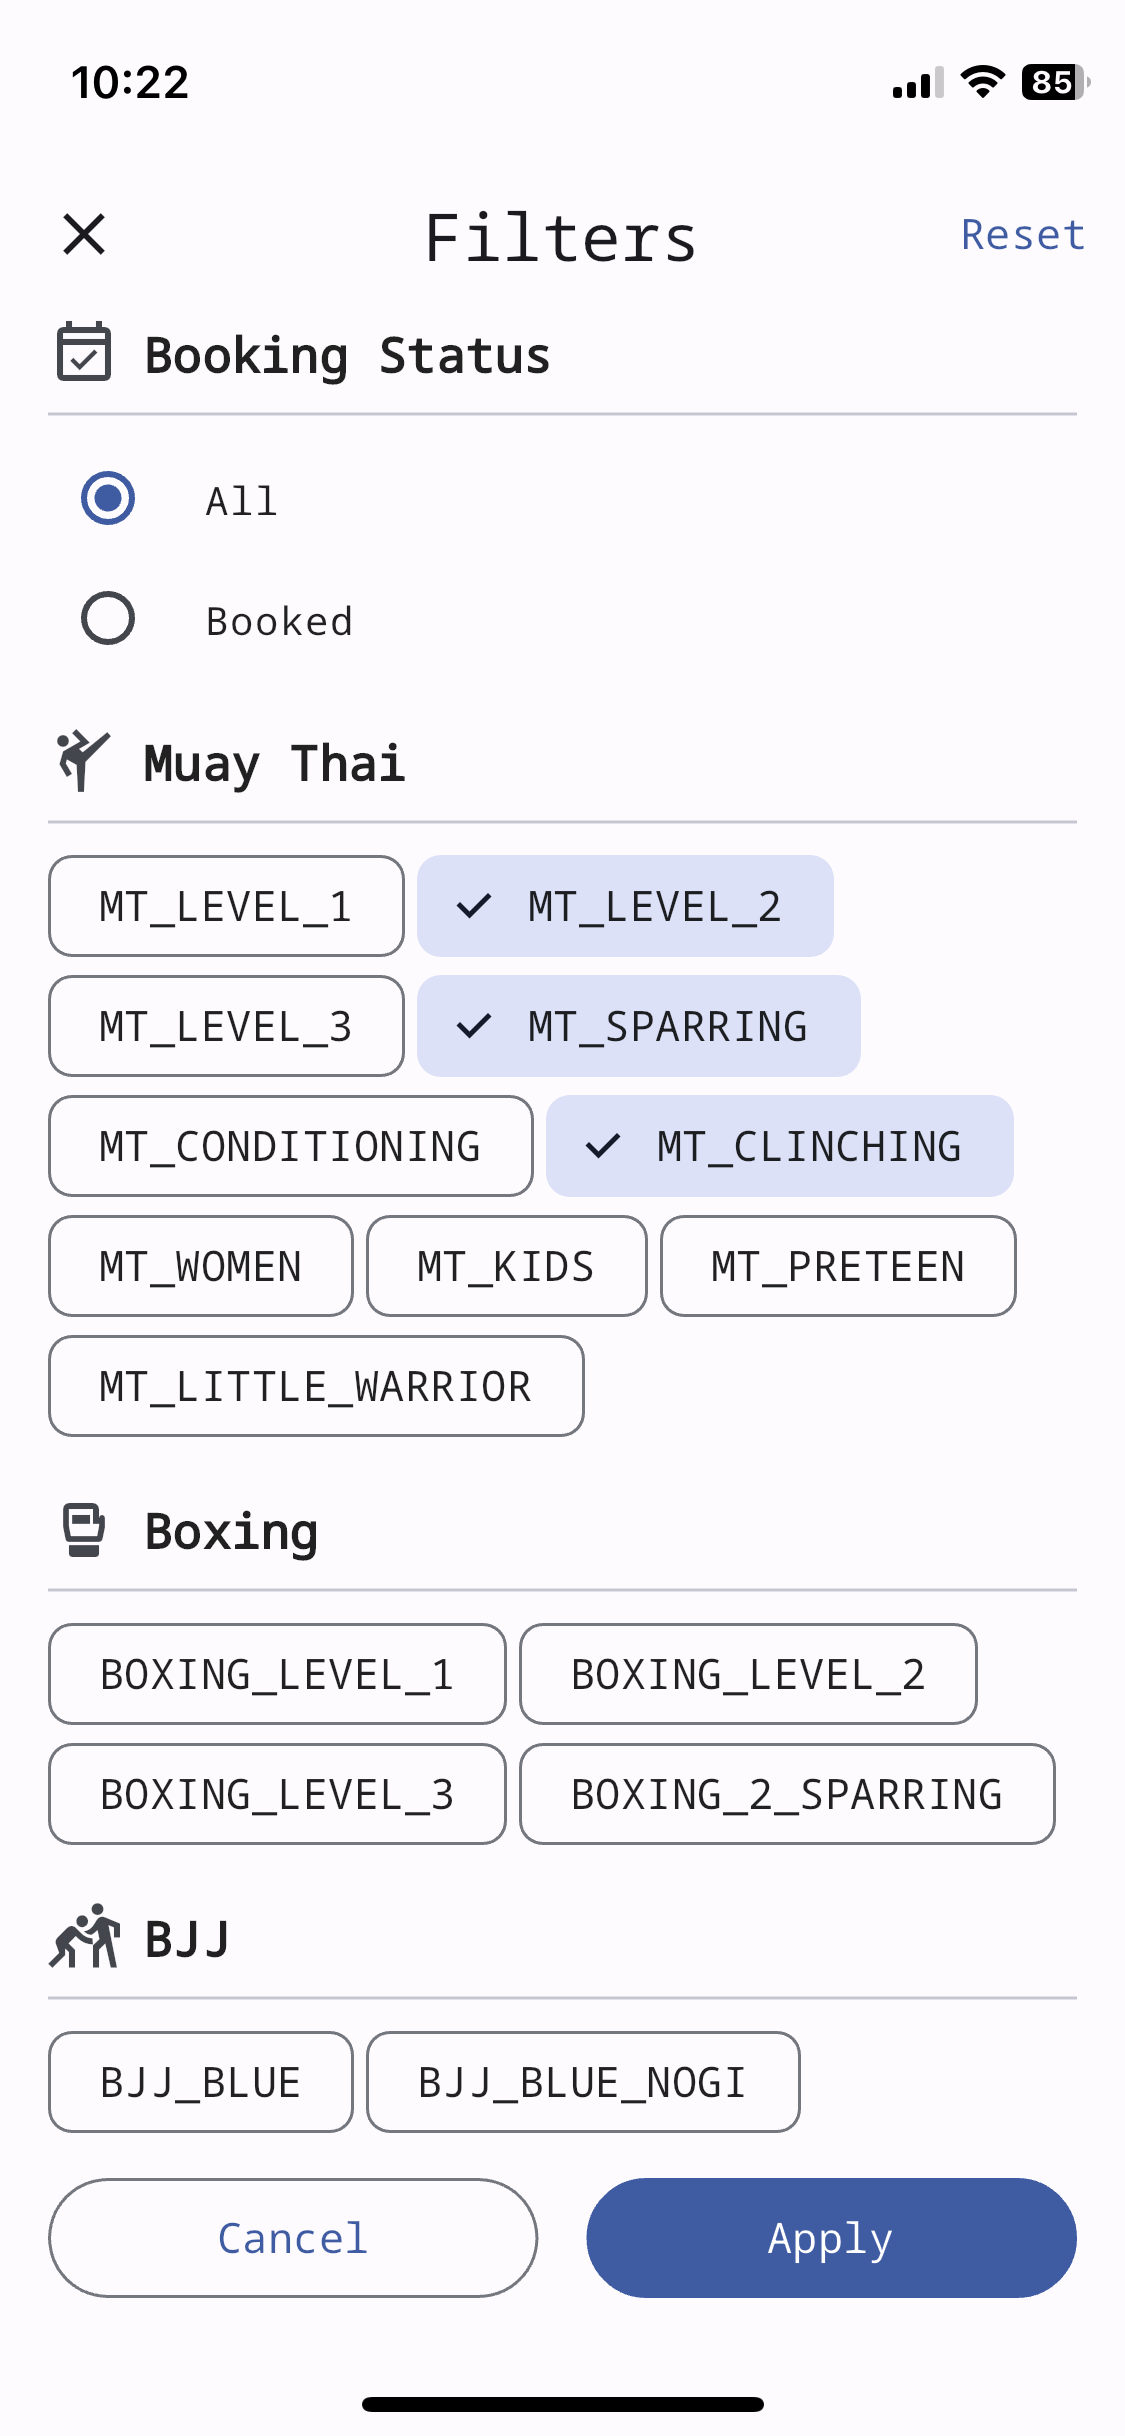 10:22
85
Filters
Reset
Booking Status
All
Booked
Muay Thai
MT_LEVEL_1
MT_LEVEL_2
MT_LEVEL_3
MT_SPARRING
MT_CONDITIONING
MT_CLINCHING
MT_WOMEN
MT_KIDS
MT_PRETEEN
MT_LITTLE_WARRIOR
Boxing
BOXING_LEVEL_1
BOXING_LEVEL_2
BOXING_LEVEL_3
BOXING_2_SPARRING
BJJ
BJJ_BLUE
BJJ_BLUE_NOGI
Cancel
Apply